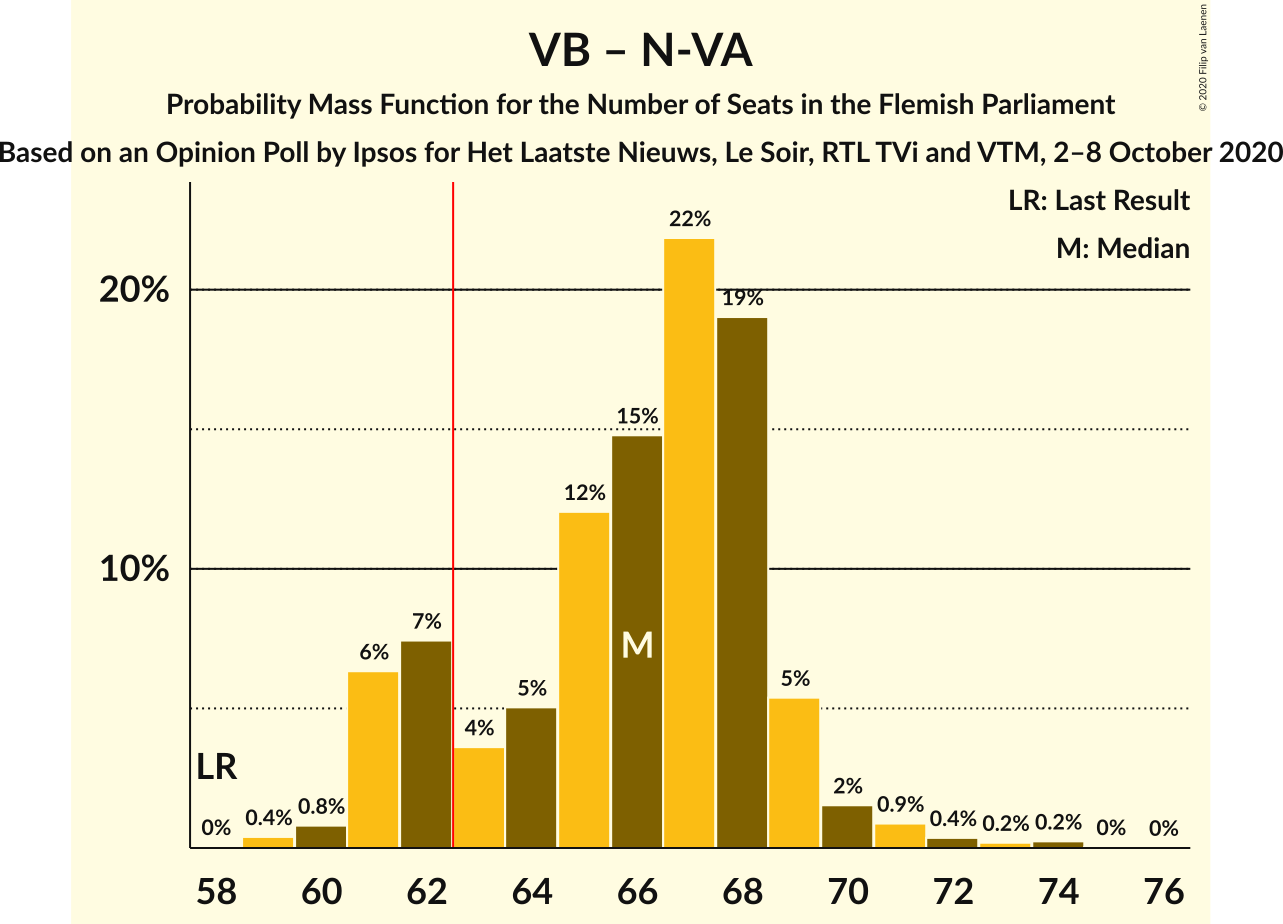 VB – N-VA
Probability Mass Function for the Number of Seats in the Flemish Parliament
Based on an Opinion Poll by Ipsos for Het Laatste Nieuws, Le Soir, RTL TVi and VTM, 2–8 October 2020
© 2020 Filip van Laenen
LR: Last Result
M: Median
20%
10%
0%
0.4%
0.8%
6%
7%
4%
5%
12%
15%
22%
19%
5%
2%
0.9%
0.4%
0.2%
0.2%
0%
0%
LR
M
58 60 62 64 66 68 70 72 74 76